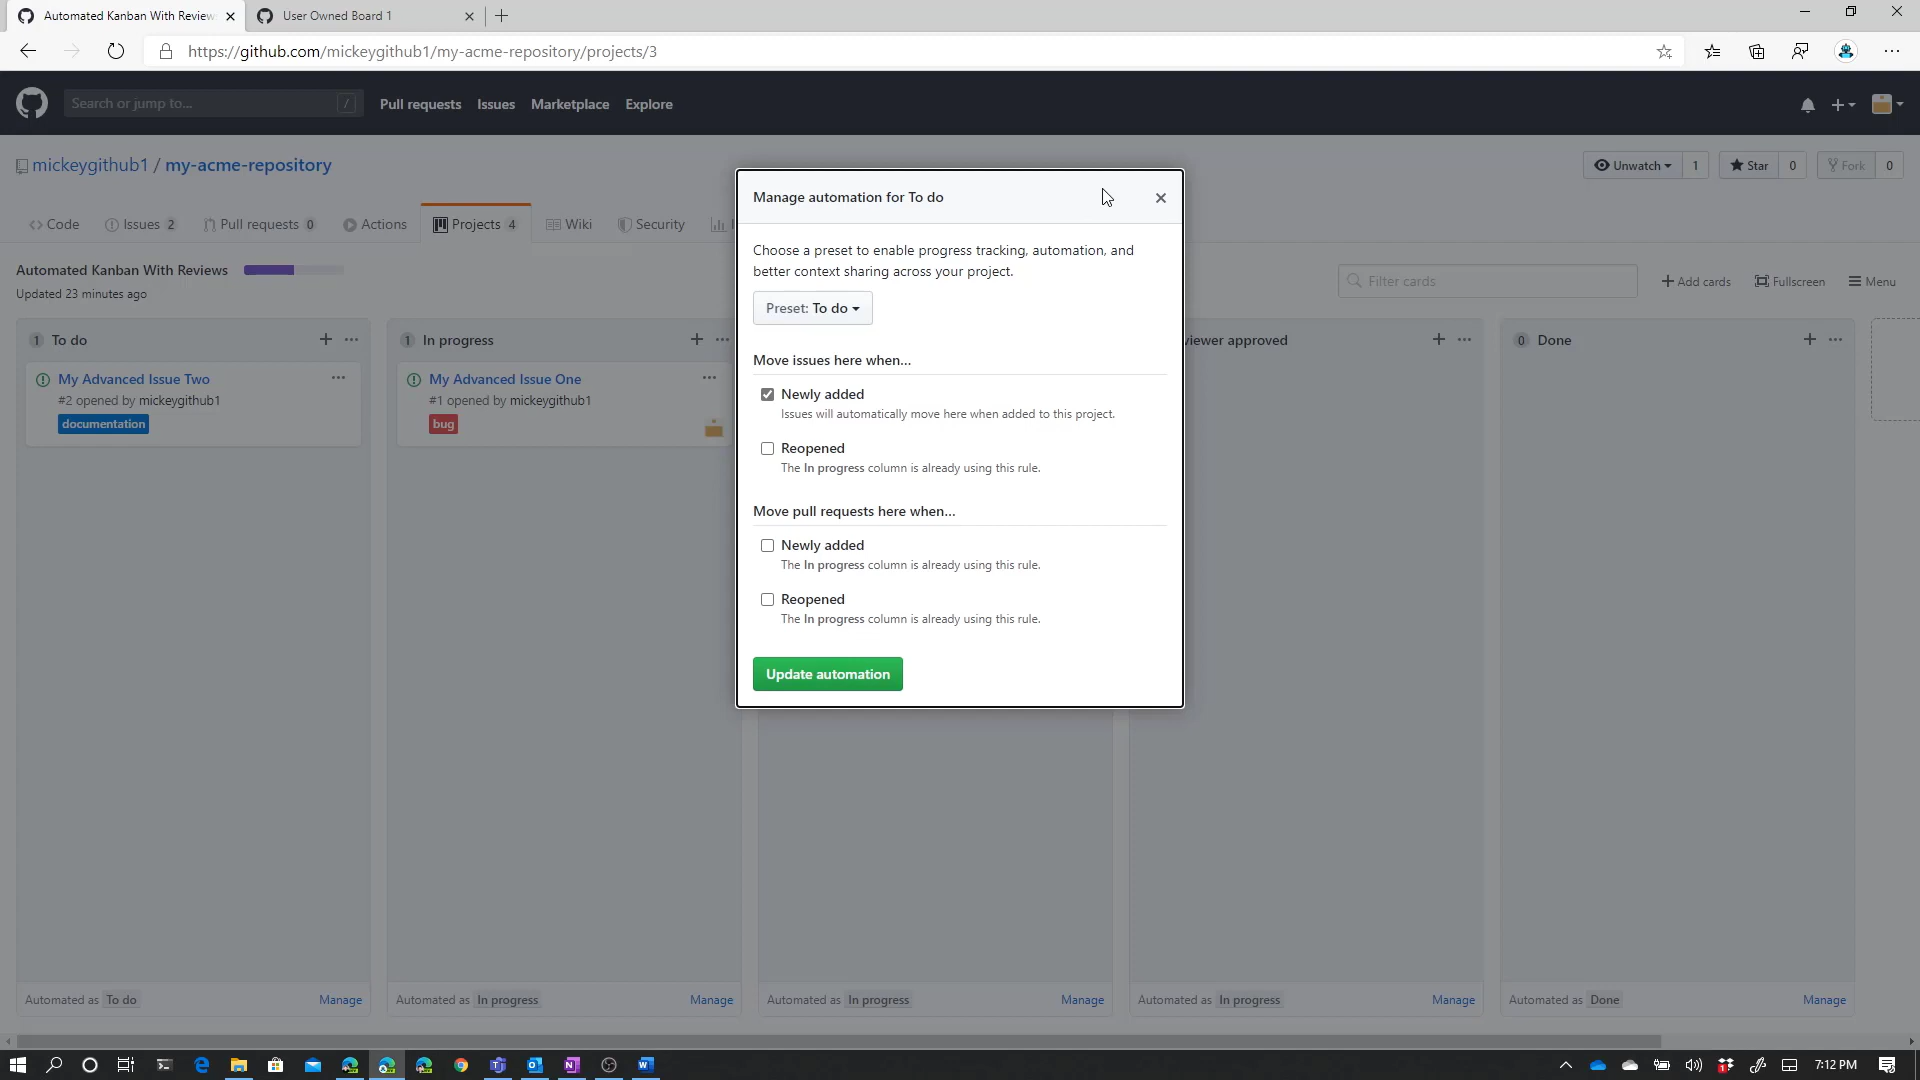 Automated Kanban With Review
User Owned Board 1
https://github.com/mickeygithub1/my-acme-repository/projects/3
Search or jump to...
/
Pull requests
Issues
Marketplace
Explore
mickeygithub1 / my-acme-repository
Unwatch
1
Star
0
Fork
0
Code
Issues 2
Pull requests 0
Actions
Projects 4
Wiki
Security
Automated Kanban With Reviews
Updated 23 minutes ago
Filter cards
Add cards
Fullscreen
Menu
1 To do
My Advanced Issue Two
#2 opened by mickeygithub1
documentation
Automated as To do
Manage
1 In progress
My Advanced Issue One
#1 opened by mickeygithub1
bug
Automated as In progress
Manage
Manage automation for To do
Choose a preset to enable progress tracking, automation, and
better context sharing across your project.
Preset: To do
Move issues here when...
Newly added
Issues will automatically move here when added to this project.
Reopened
The In progress column is already using this rule.
Move pull requests here when...
Newly added
The In progress column is already using this rule.
Reopened
The In progress column is already using this rule.
Update automation
Automated as In progress
Manage
viewer approved
Automated as In progress
Manage
0 Done
Automated as Done
Manage
7:12 PM